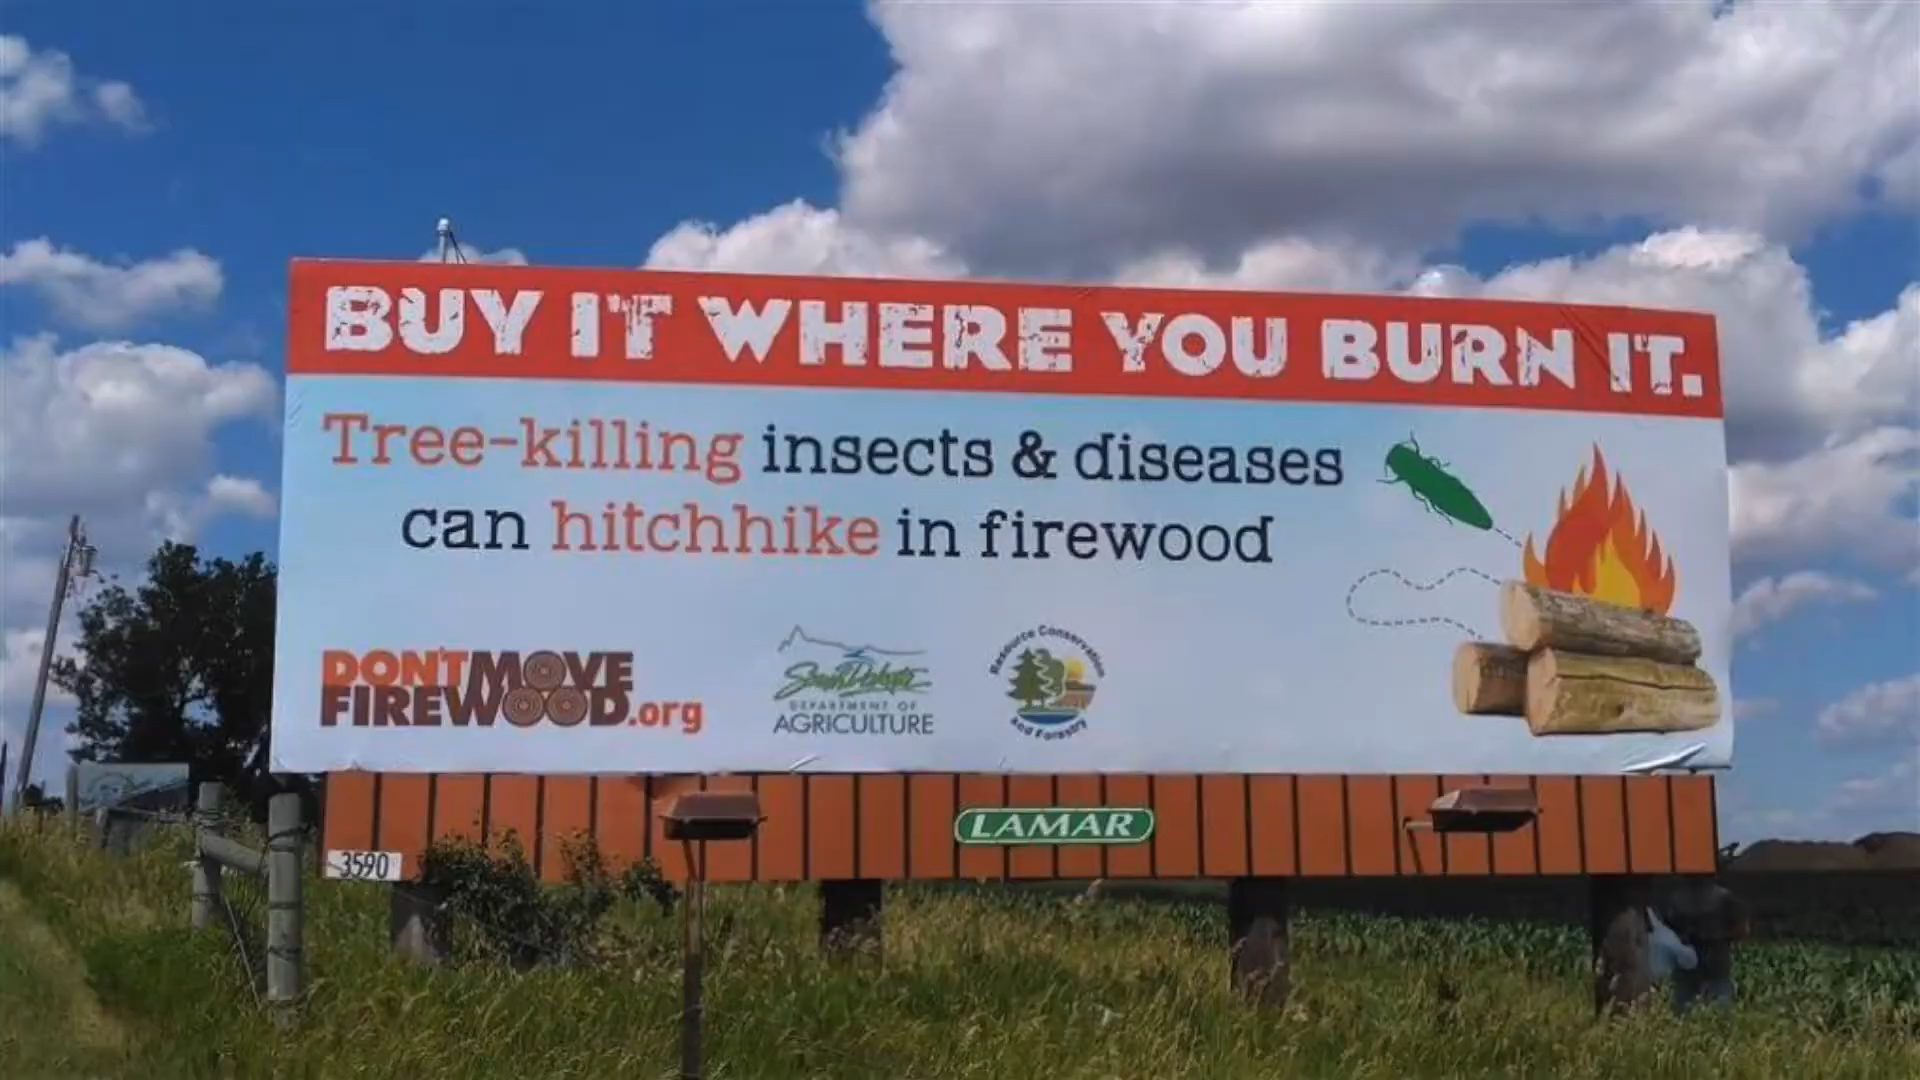 BUY IT WHERE YOU BURN IT.
Tree-killing insects & diseases
can hitchhike in firewood
DON'T MOVE
FIREWOOD.org
South Dakota
DEPARTMENT OF
AGRICULTURE
Resource Conservation
And Forestry
LAMAR
3590